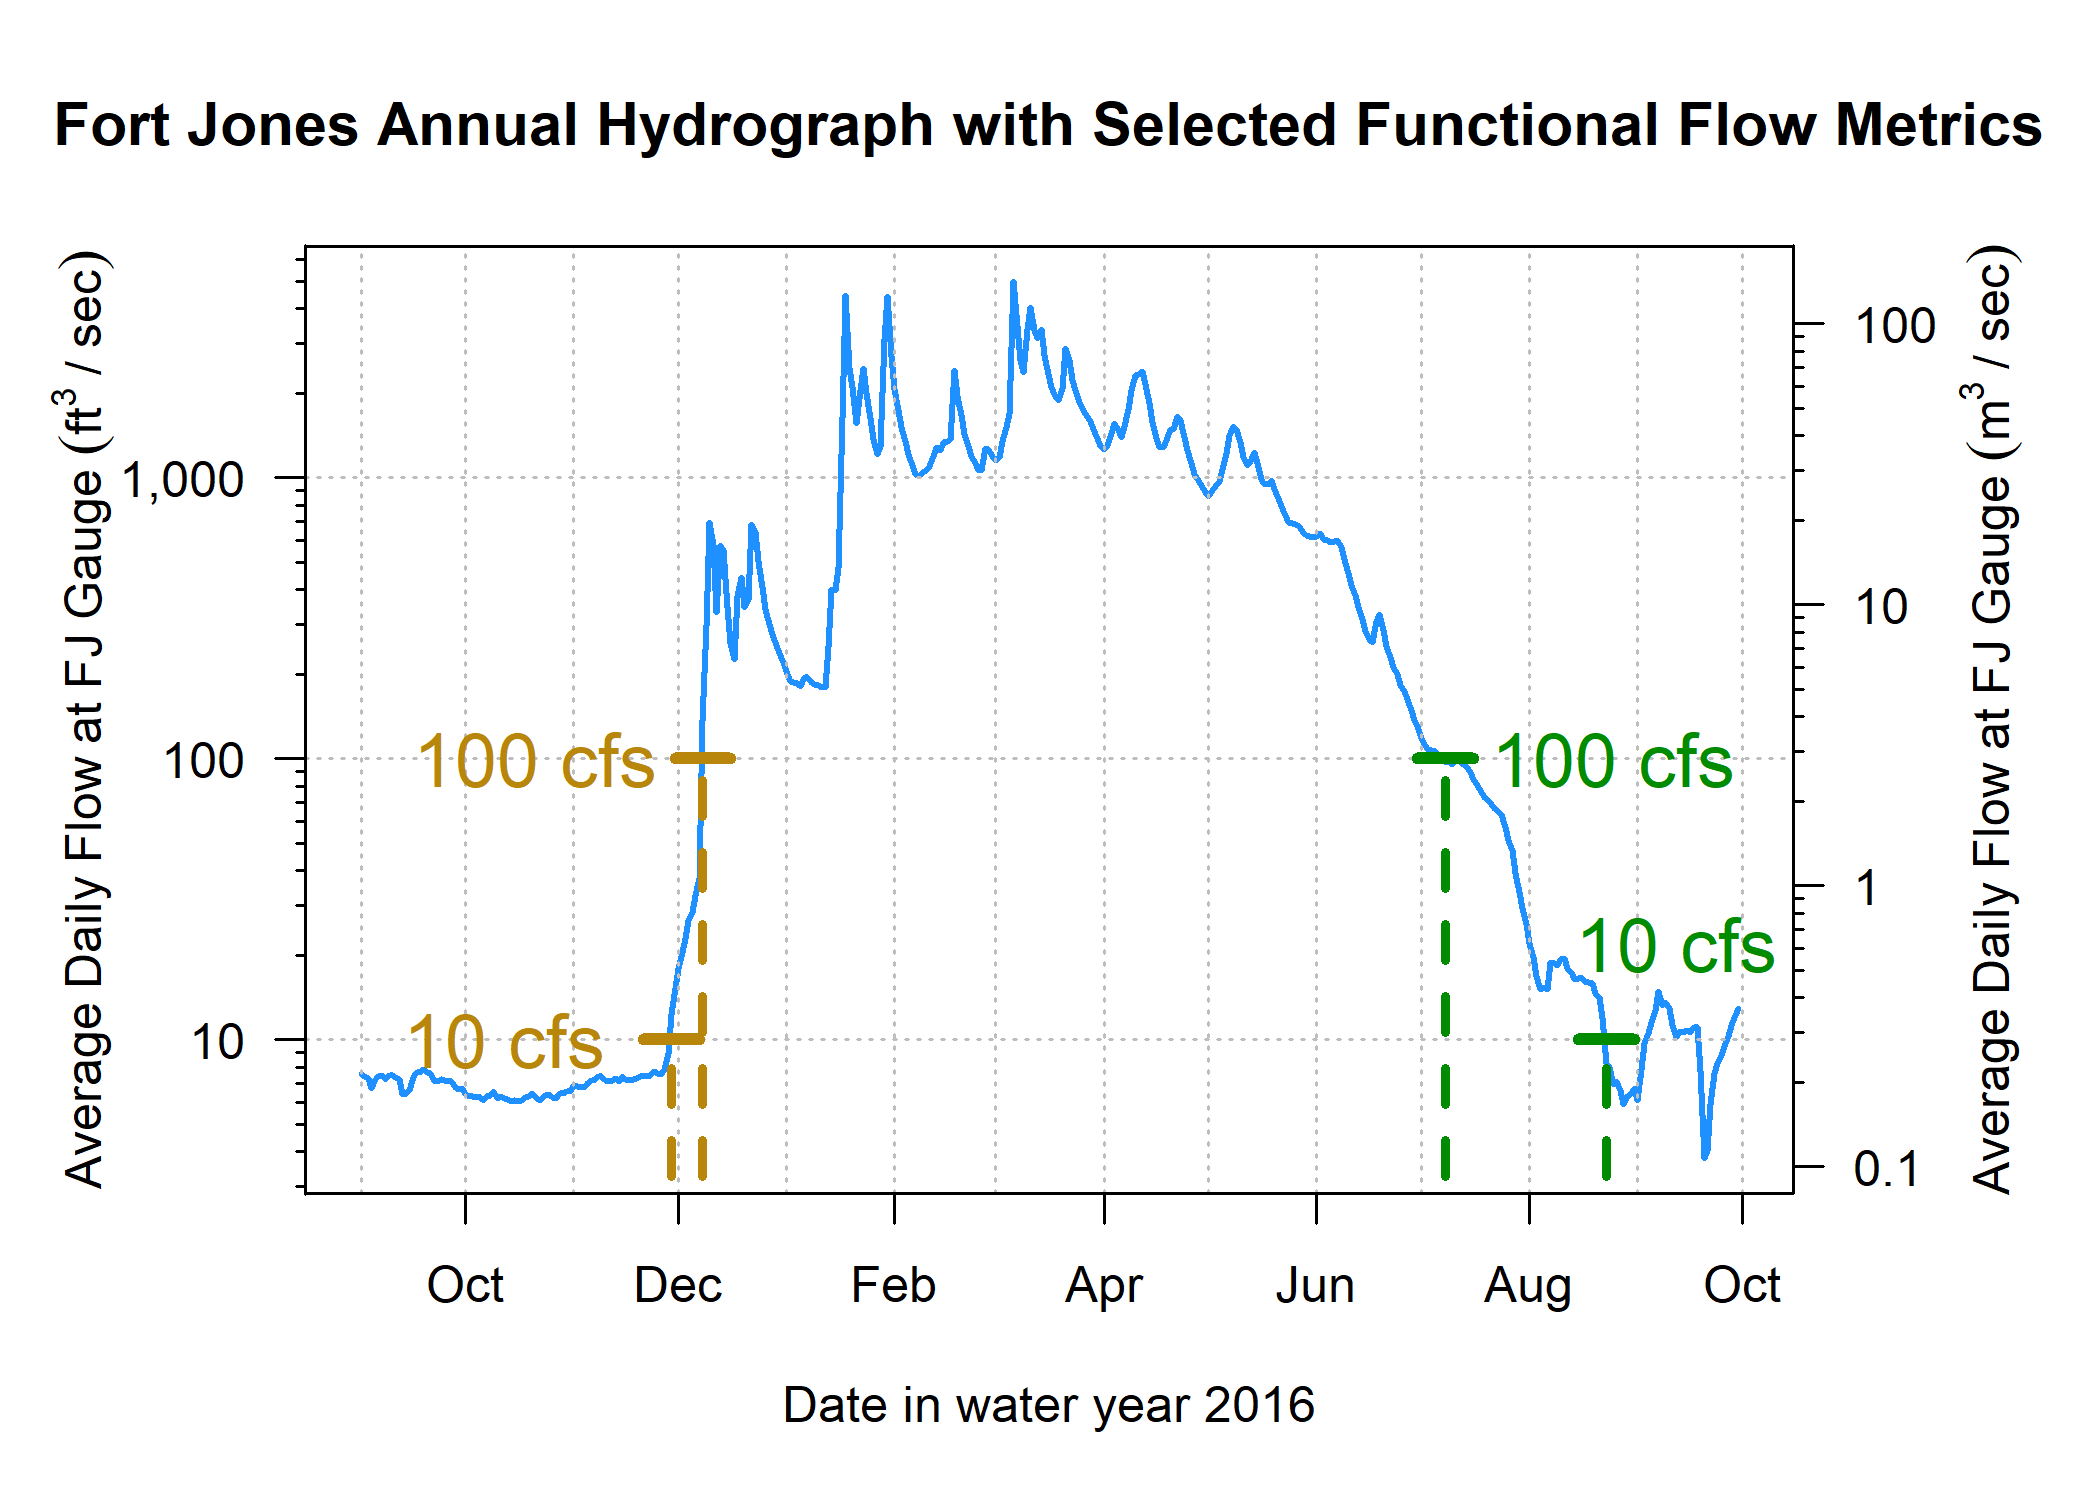 Fort Jones Annual Hydrograph with Selected Functional Flow Metrics
Average Daily Flow at FJ Gauge (ft³ / sec)
1,000
100
10
100 cfs
10 cfs
100 cfs
10 cfs
100
10
1
0.1
Average Daily Flow at FJ Gauge (m³ / sec)
Oct Dec Feb Apr Jun Aug Oct
Date in water year 2016